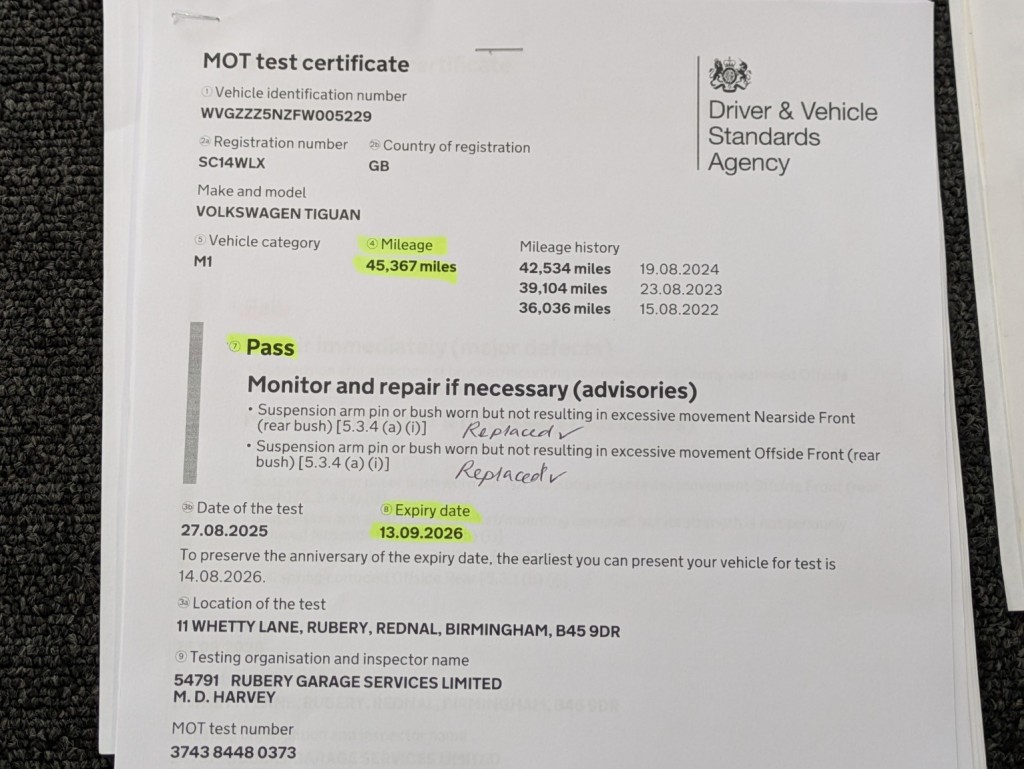 MOT test certificate
1 Vehicle identification number
WVGZZZ5NZFW005229
Driver & Vehicle
Standards
Agency
2a Registration number
SC14WLX
2b Country of registration
GB
Make and model
VOLKSWAGEN TIGUAN
5 Vehicle category
M1
4 Mileage
45,367 miles
Mileage history
42,534 miles 19.08.2024
39,104 miles 23.08.2023
36,036 miles 15.08.2022
7 Pass
Monitor and repair if necessary (advisories)
• Suspension arm pin or bush worn but not resulting in excessive movement Nearside Front
(rear bush) [5.3.4 (a) (i)] Replaced ✓
• Suspension arm pin or bush worn but not resulting in excessive movement Offside Front (rear
bush) [5.3.4 (a) (i)]
Replaced ✓
3b Date of the test
27.08.2025
8 Expiry date
13.09.2026
To preserve the anniversary of the expiry date, the earliest you can present your vehicle for test is
14.08.2026.
3a Location of the test
11 WHETTY LANE, RUBERY, REDNAL, BIRMINGHAM, B45 9DR
9 Testing organisation and inspector name
54791 RUBERY GARAGE SERVICES LIMITED
M. D. HARVEY
MOT test number
3743 8448 0373